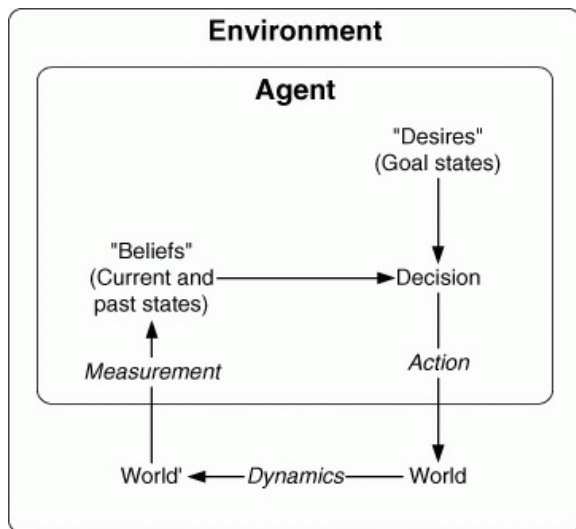 Environment
Agent
"Desires"
(Goal states)
"Beliefs"
(Current and
past states)
Decision
Measurement
Action
World'
Dynamics
World